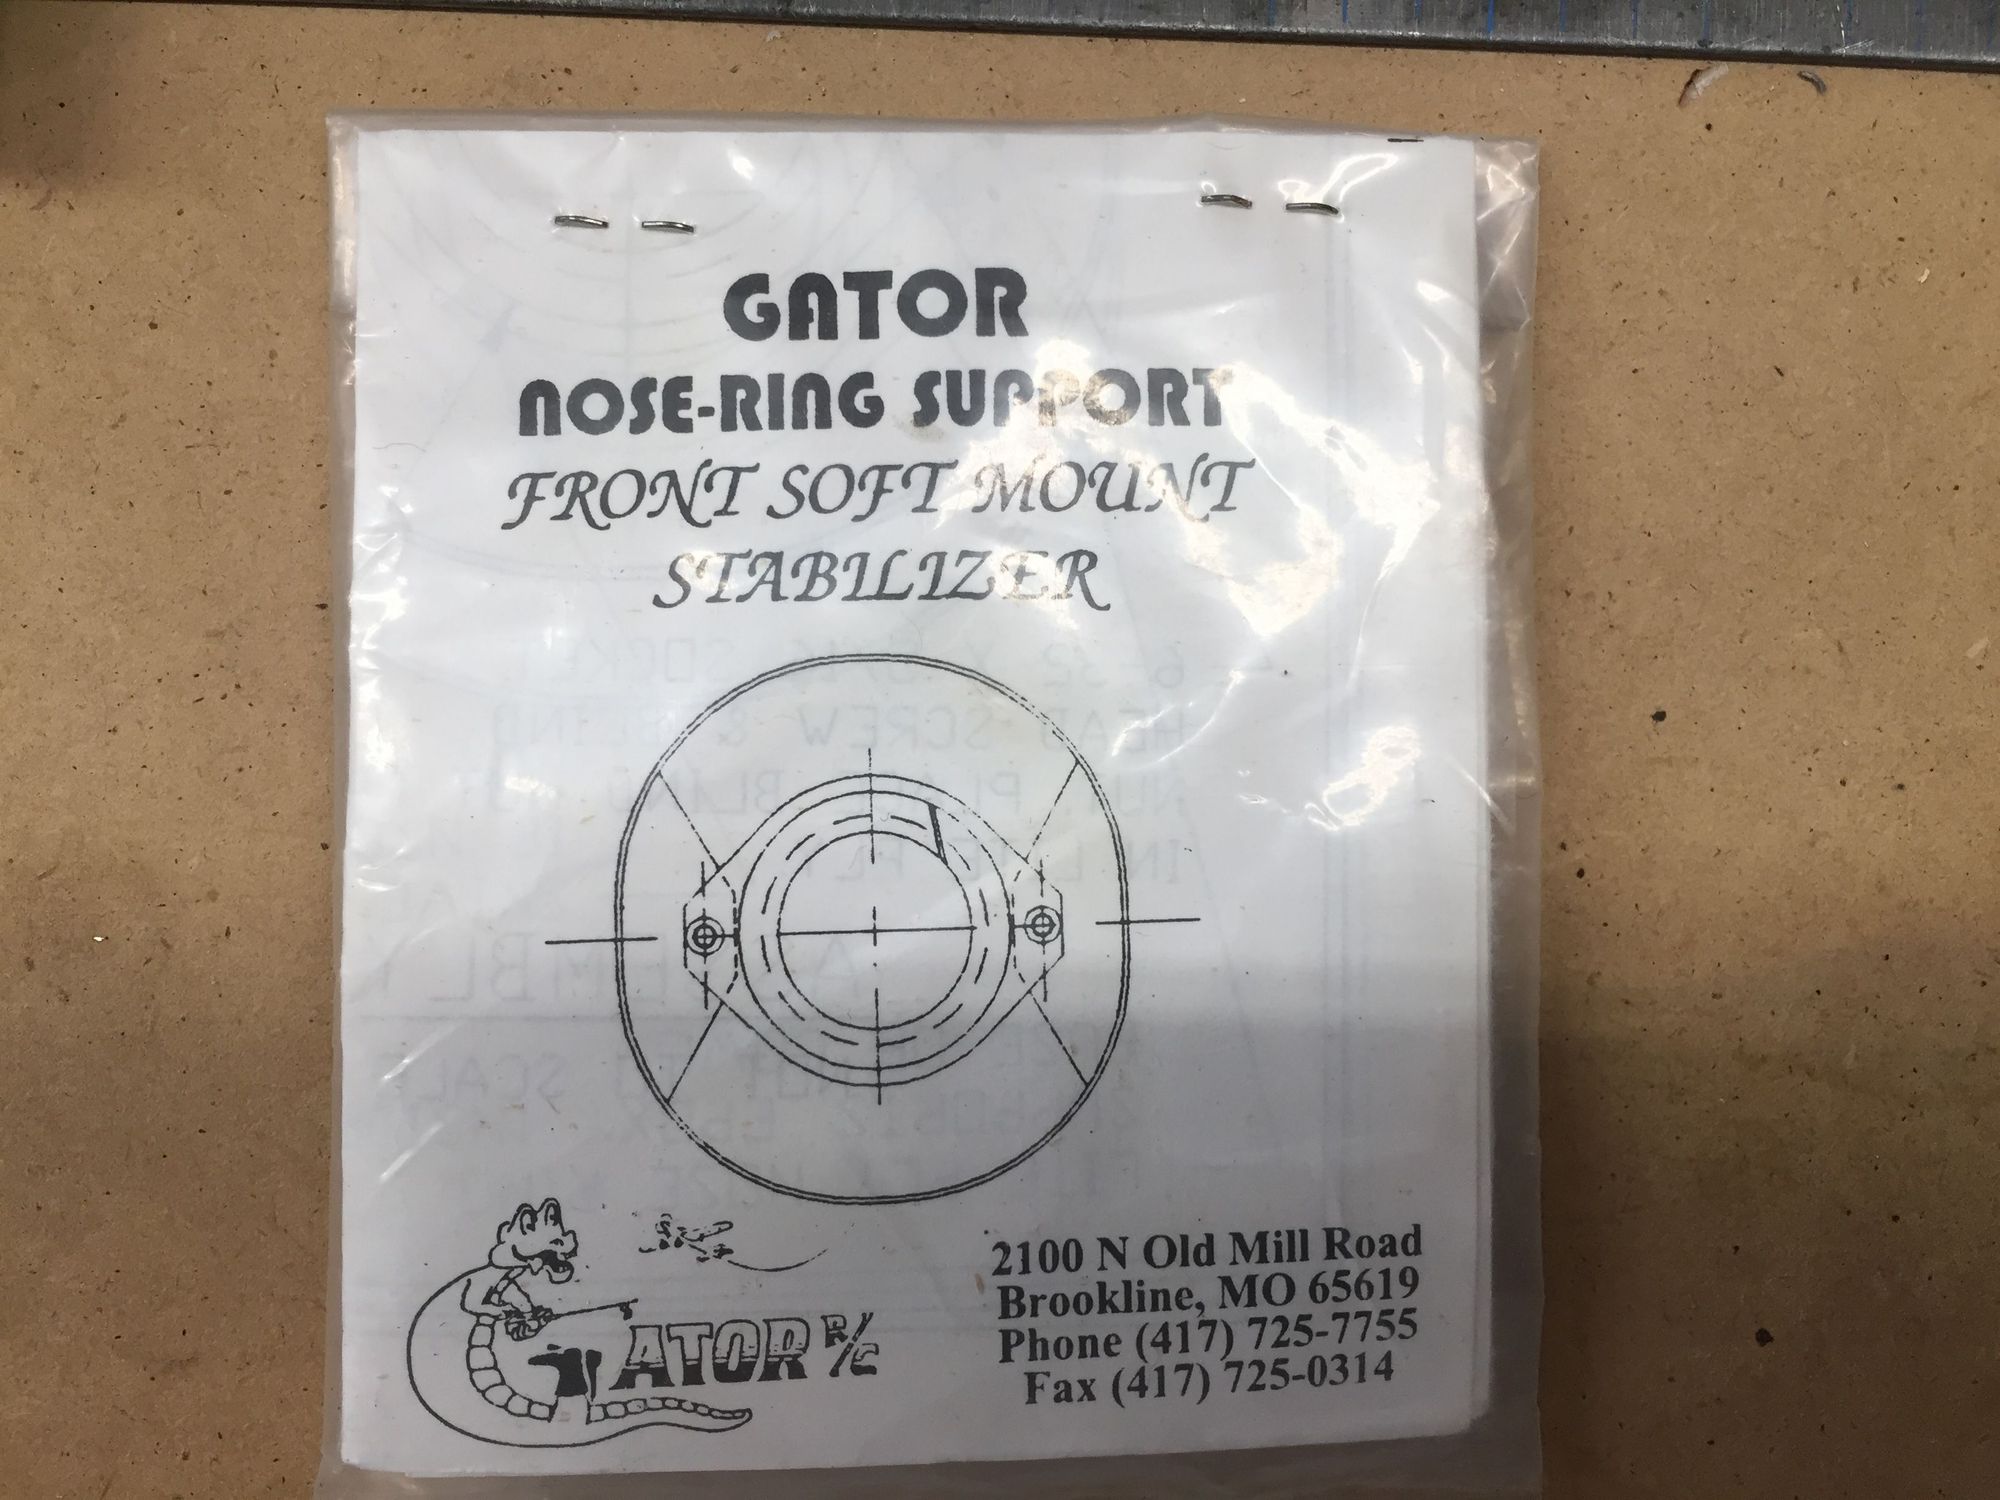 GATOR
NOSE-RING SUPPORT
FRONT SOFT MOUNT
STABILIZER
GATOR R/C
2100 N Old Mill Road
Brookline, MO 65619
Phone (417) 725-7755
Fax (417) 725-0314